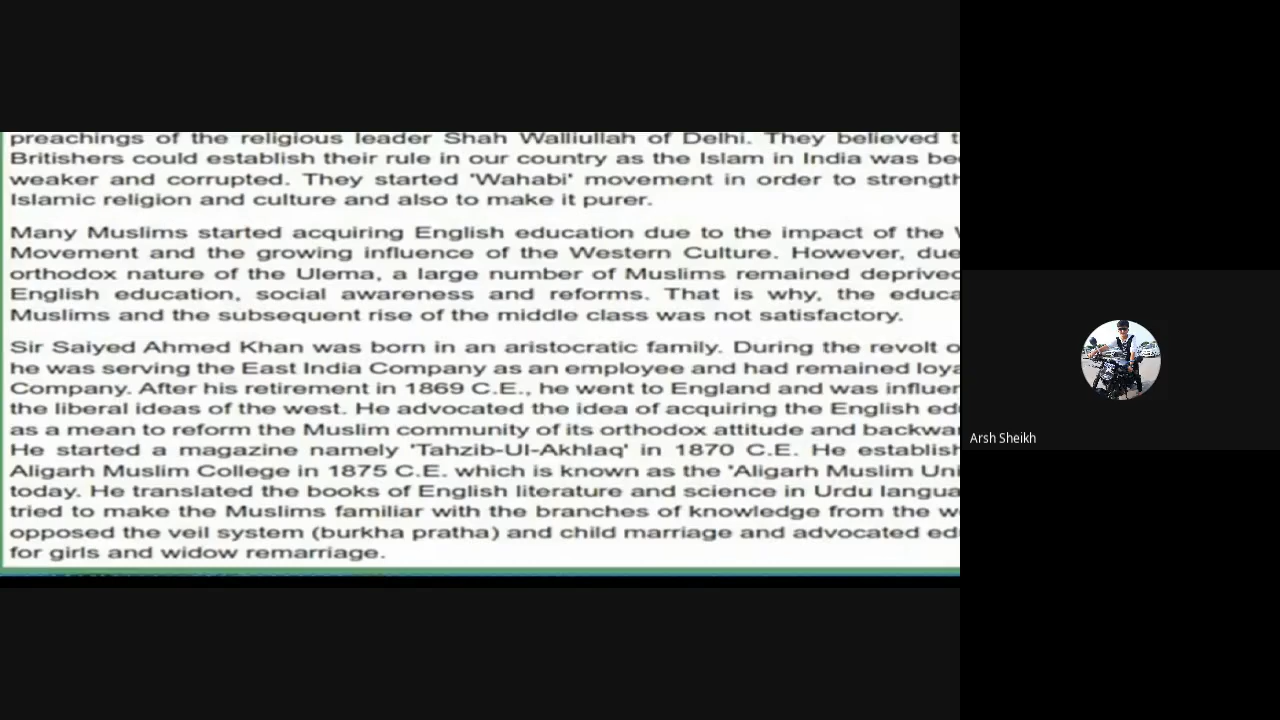 preachings of the religious leader Shah Walliullah of Delhi. They believed t
Britishers could establish their rule in our country as the Islam in India was be
weaker and corrupted. They started 'Wahabi' movement in order to strength
Islamic religion and culture and also to make it purer.
Many Muslims started acquiring English education due to the impact of the
Movement and the growing influence of the Western Culture. However, due
orthodox nature of the Ulema, a large number of Muslims remained deprived
English education, social awareness and reforms. That is why, the educa
Muslims and the subsequent rise of the middle class was not satisfactory.
Sir Saiyed Ahmed Khan was born in an aristocratic family. During the revolt o
he was serving the East India Company as an employee and had remained loya
Company. After his retirement in 1869 C.E., he went to England and was influen
the liberal ideas of the west. He advocated the idea of acquiring the English ed
as a mean to reform the Muslim community of its orthodox attitude and backwar
He started a magazine namely 'Tahzib-Ul-Akhlaq' in 1870 C.E. He establish
Aligarh Muslim College in 1875 C.E. which is known as the 'Aligarh Muslim Uni
today. He translated the books of English literature and science in Urdu langua
tried to make the Muslims familiar with the branches of knowledge from the w
opposed the veil system (burkha pratha) and child marriage and advocated ed
for girls and widow remarriage.
Arsh Sheikh